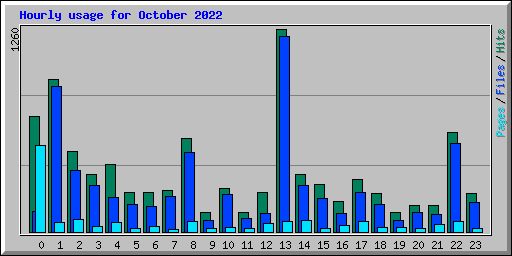 Hourly usage for October 2022
1260
Pages/Files/Hits
0 1 2 3 4 5 6 7 8 9 10 11 12 13 14 15 16 17 18 19 20 21 22 23